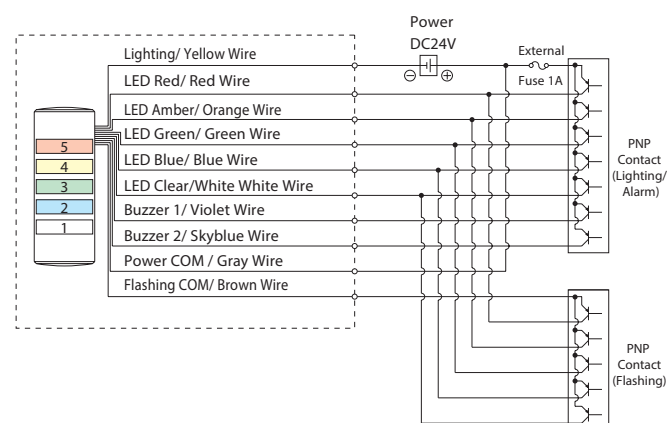 Power
DC24V
External
Fuse 1A
Lighting/ Yellow Wire
LED Red/ Red Wire
LED Amber/ Orange Wire
LED Green/ Green Wire
LED Blue/ Blue Wire
LED Clear/White White Wire
Buzzer 1/ Violet Wire
Buzzer 2/ Skyblue Wire
Power COM / Gray Wire
Flashing COM/ Brown Wire
5
4
3
2
1
PNP
Contact
(Lighting/
Alarm)
PNP
Contact
(Flashing)